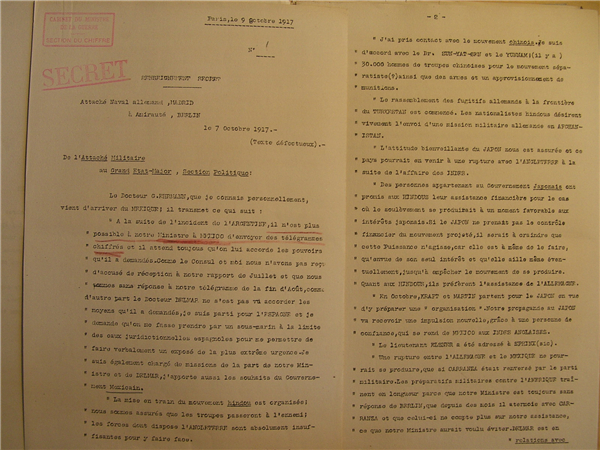 Paris, le 9 Octobre 1917
CABINET DU MINISTRE
SECTION DU CHIFFRE
SECRET
N° 1
RENSEIGNEMENT SECRET
Attaché Naval allemand, MADRID
à Amirauté, BERLIN
le 7 Octobre 1917.-
(Texte défectueux).-
De l'Attaché Militaire
au Grand Etat-Major, Section Politique:
Le docteur G. que je connais personnellement,
vient d'arriver du MEXIQUE; il transmet ce qui suit :
" A la suite de l'incident de l'ARGENTINE, il n'est plus
" possible à notre Ministre à MEXICO d'envoyer des télégrammes
" chiffrés et il attend toujours qu'on lui accorde les pouvoirs
" qu'il a demandés. Comme le Consul et moi nous n'avons pas reçu
" d'accusé de réception à notre rapport de Juillet et que nous
" sommes sans réponse à notre télégramme de la fin d'Août, comme
" d'autre part le Docteur DELMAR ne s'est pas vu accorder les
" moyens qu'il a demandés, je suis parti pour l'ESPAGNE et je
" demande qu'on me fasse prendre par un sous-marin à la limite
" des eaux juridictionnelles espagnoles pour me permettre de
" faire verbalement un exposé de la plus extrême urgence. Je
" suis également chargé de missions de la part de notre Min-
" istre et de DELMAR; j'apporte aussi les souhaits du Gouverne-
" ment Mexicain.
" La mise en train du mouvement hindou est organisée;
" nous sommes assurés que les troupes passeront à l'ennemi;
" les forces dont dispose l'ANGLETERRE sont absolument insuf-
" fisantes pour y faire face.
- 2 -
" J'ai pris contact avec le mouvement chinois. Je suis
" d'accord avec le Dr. SUN-YAT-SEN et le YUNNAM; (il y a)
" 30.000 hommes de troupes chinoises pour le mouvement sépa-
" ratiste(?) ainsi que des armes et un approvisionnement de
" munitions.
" Le rassemblement des fugitifs allemands à la frontière
" du TURKESTAN est commencé. Les nationalistes hindous désirent
" vivement l'envoi d'une mission militaire allemande en AFGHAN-
" ISTAN.
" L'attitude bienveillante du JAPON nous est assurée et ce
" pays pourrait en venir à une rupture avec l'ANGLETERRE à la
" suite de l'affaire des INDES.
" Des personnes appartenant au Gouvernement Japonais ont
" promis aux HINDOUS leur assistance financière pour le cas
" où le soulèvement se produirait à un moment favorable aux
" intérêts japonais. Si le JAPON ne prenait pas le contrôle
" financier du mouvement projeté, il serait à craindre que
" cette Puissance n'agisse, car elle est à même de le faire,
" qu'en vue de son seul intérêt et qu'elle aille même éven-
" tuellement, jusqu'à empêcher le mouvement de se produire.
" Quant aux HINDOUS, ils préfèrent l'assistance de l'ALLEMAGNE.
" En Octobre, KRAFT et MARTIN partent pour le JAPON en vue
" d'y préparer une " organisation ". Notre propagande au JAPON
" va recevoir une impulsion nouvelle, grâce à une personne de
" confiance, qui se rend de MEXICO aux INDES ANGLAISES.
" Le lieutenant a été adressé à SPHINX (sic).
" Une rupture entre l'ALLEMAGNE et le MEXIQUE ne pour-
" rait se produire, que si CARRANZA était renversé par le parti
" militaire. Les préparatifs militaires contre l'AMERIQUE traî-
" nent en longueur parce que notre Ministre est toujours sans
" réponse de BERLIN, que depuis ce mois il atermoie avec CAR-
" RANZA et que celui-ci ne compte plus sur notre assistance,
" ce que notre Ministre aurait voulu éviter. DELMAR est en
" relations avec